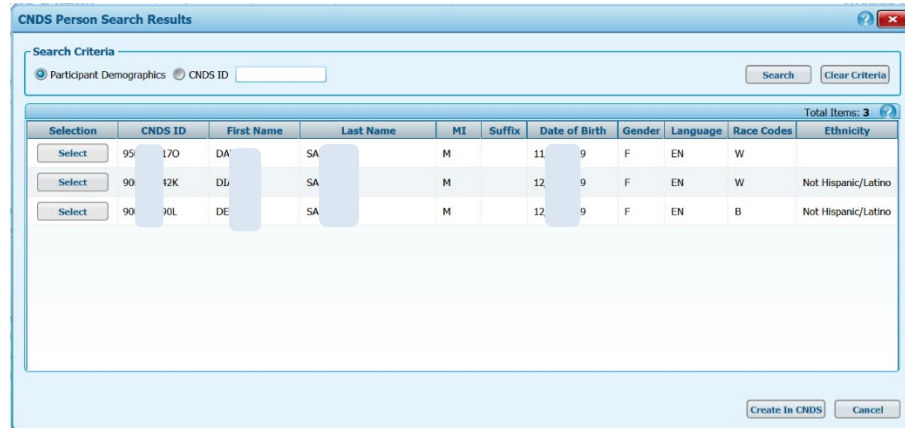 CNDS Person Search Results
Search Criteria
Participant Demographics CNDS ID Search Clear Criteria
Total Items: 3
Selection CNDS ID First Name Last Name MI Suffix Date of Birth Gender Language Race Codes Ethnicity
Select 95 17O DA SA M 11 9 F EN W
Select 90 42K DI SA M 12 9 F EN W Not Hispanic/Latino
Select 90 90L DE SA M 12 9 F EN B Not Hispanic/Latino
Create In CNDS Cancel